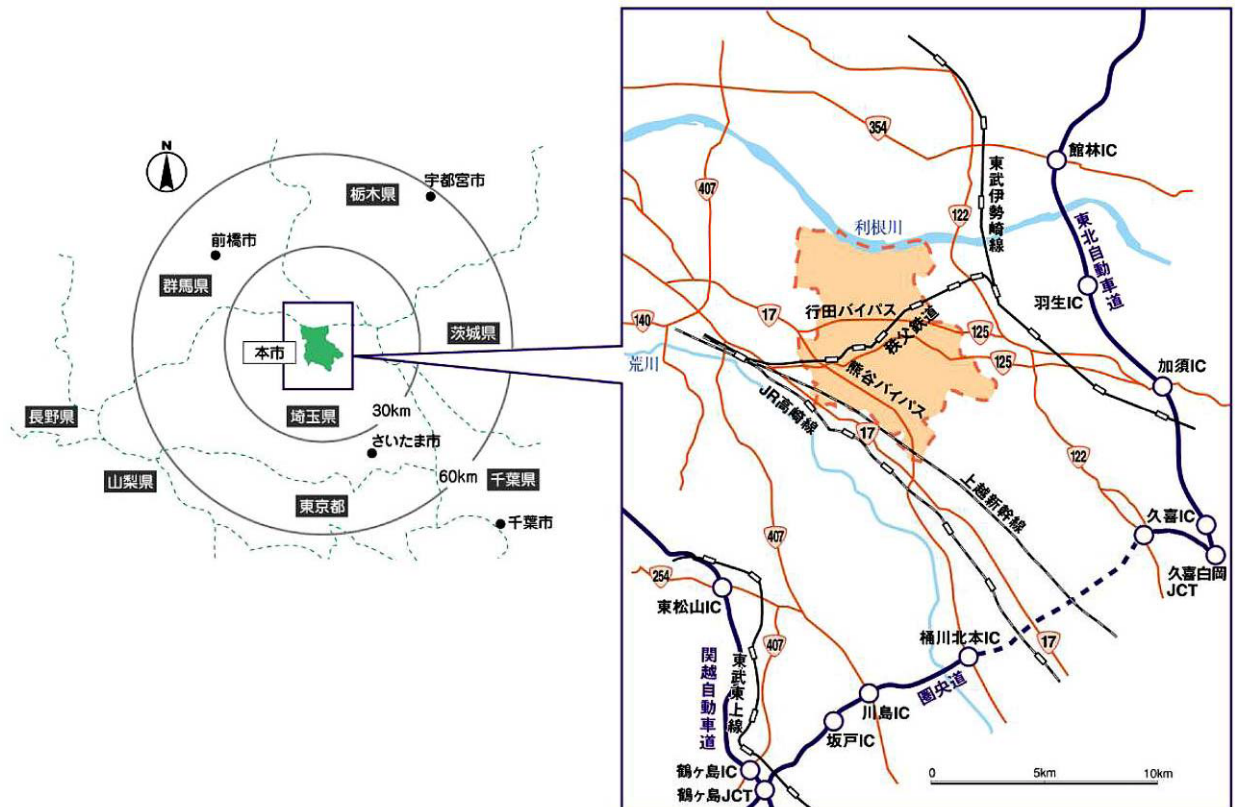 N
宇都宮市
栃木県
前橋市
群馬県
茨城県
本市
長野県
埼玉県
30km
さいたま市
山梨県
60km
千葉県
東京都
千葉市
354
館林IC
407
東武伊勢崎線
122
利根川
東北自動車道
羽生IC
17
行田バイパス
140
秩父鉄道
125
荒川
125
熊谷バイパス
加須IC
JR高崎線
17
122
上越新幹線
久喜IC
407
久喜白岡
JCT
254
東松山IC
桶川北本IC
17
407
関越自動車道
東武東上線
圏央道
川島IC
坂戸IC
鶴ヶ島IC
鶴ヶ島JCT
0
5km
10km